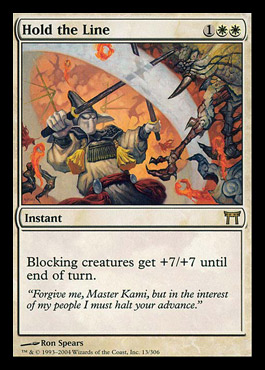 Hold the Line 1
Instant
Blocking creatures get +7/+7 until
end of turn.
“Forgive me, Master Kami, but in the interest
of my people I must halt your advance.”
Ron Spears
™ & © 1993-2004 Wizards of the Coast, Inc. 13/306